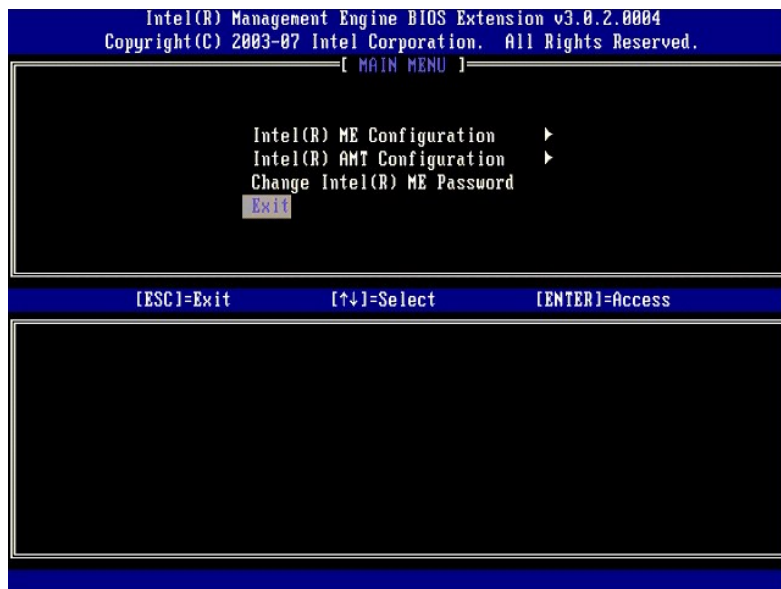 Intel(R) Management Engine BIOS Extension v3.0.2.0004
Copyright(C) 2003-07 Intel Corporation. All Rights Reserved.
[ MAIN MENU ]
Intel(R) ME Configuration ►
Intel(R) AMT Configuration ►
Change Intel(R) ME Password
Exit
[ESC]=Exit [↑↓]=Select [ENTER]=Access